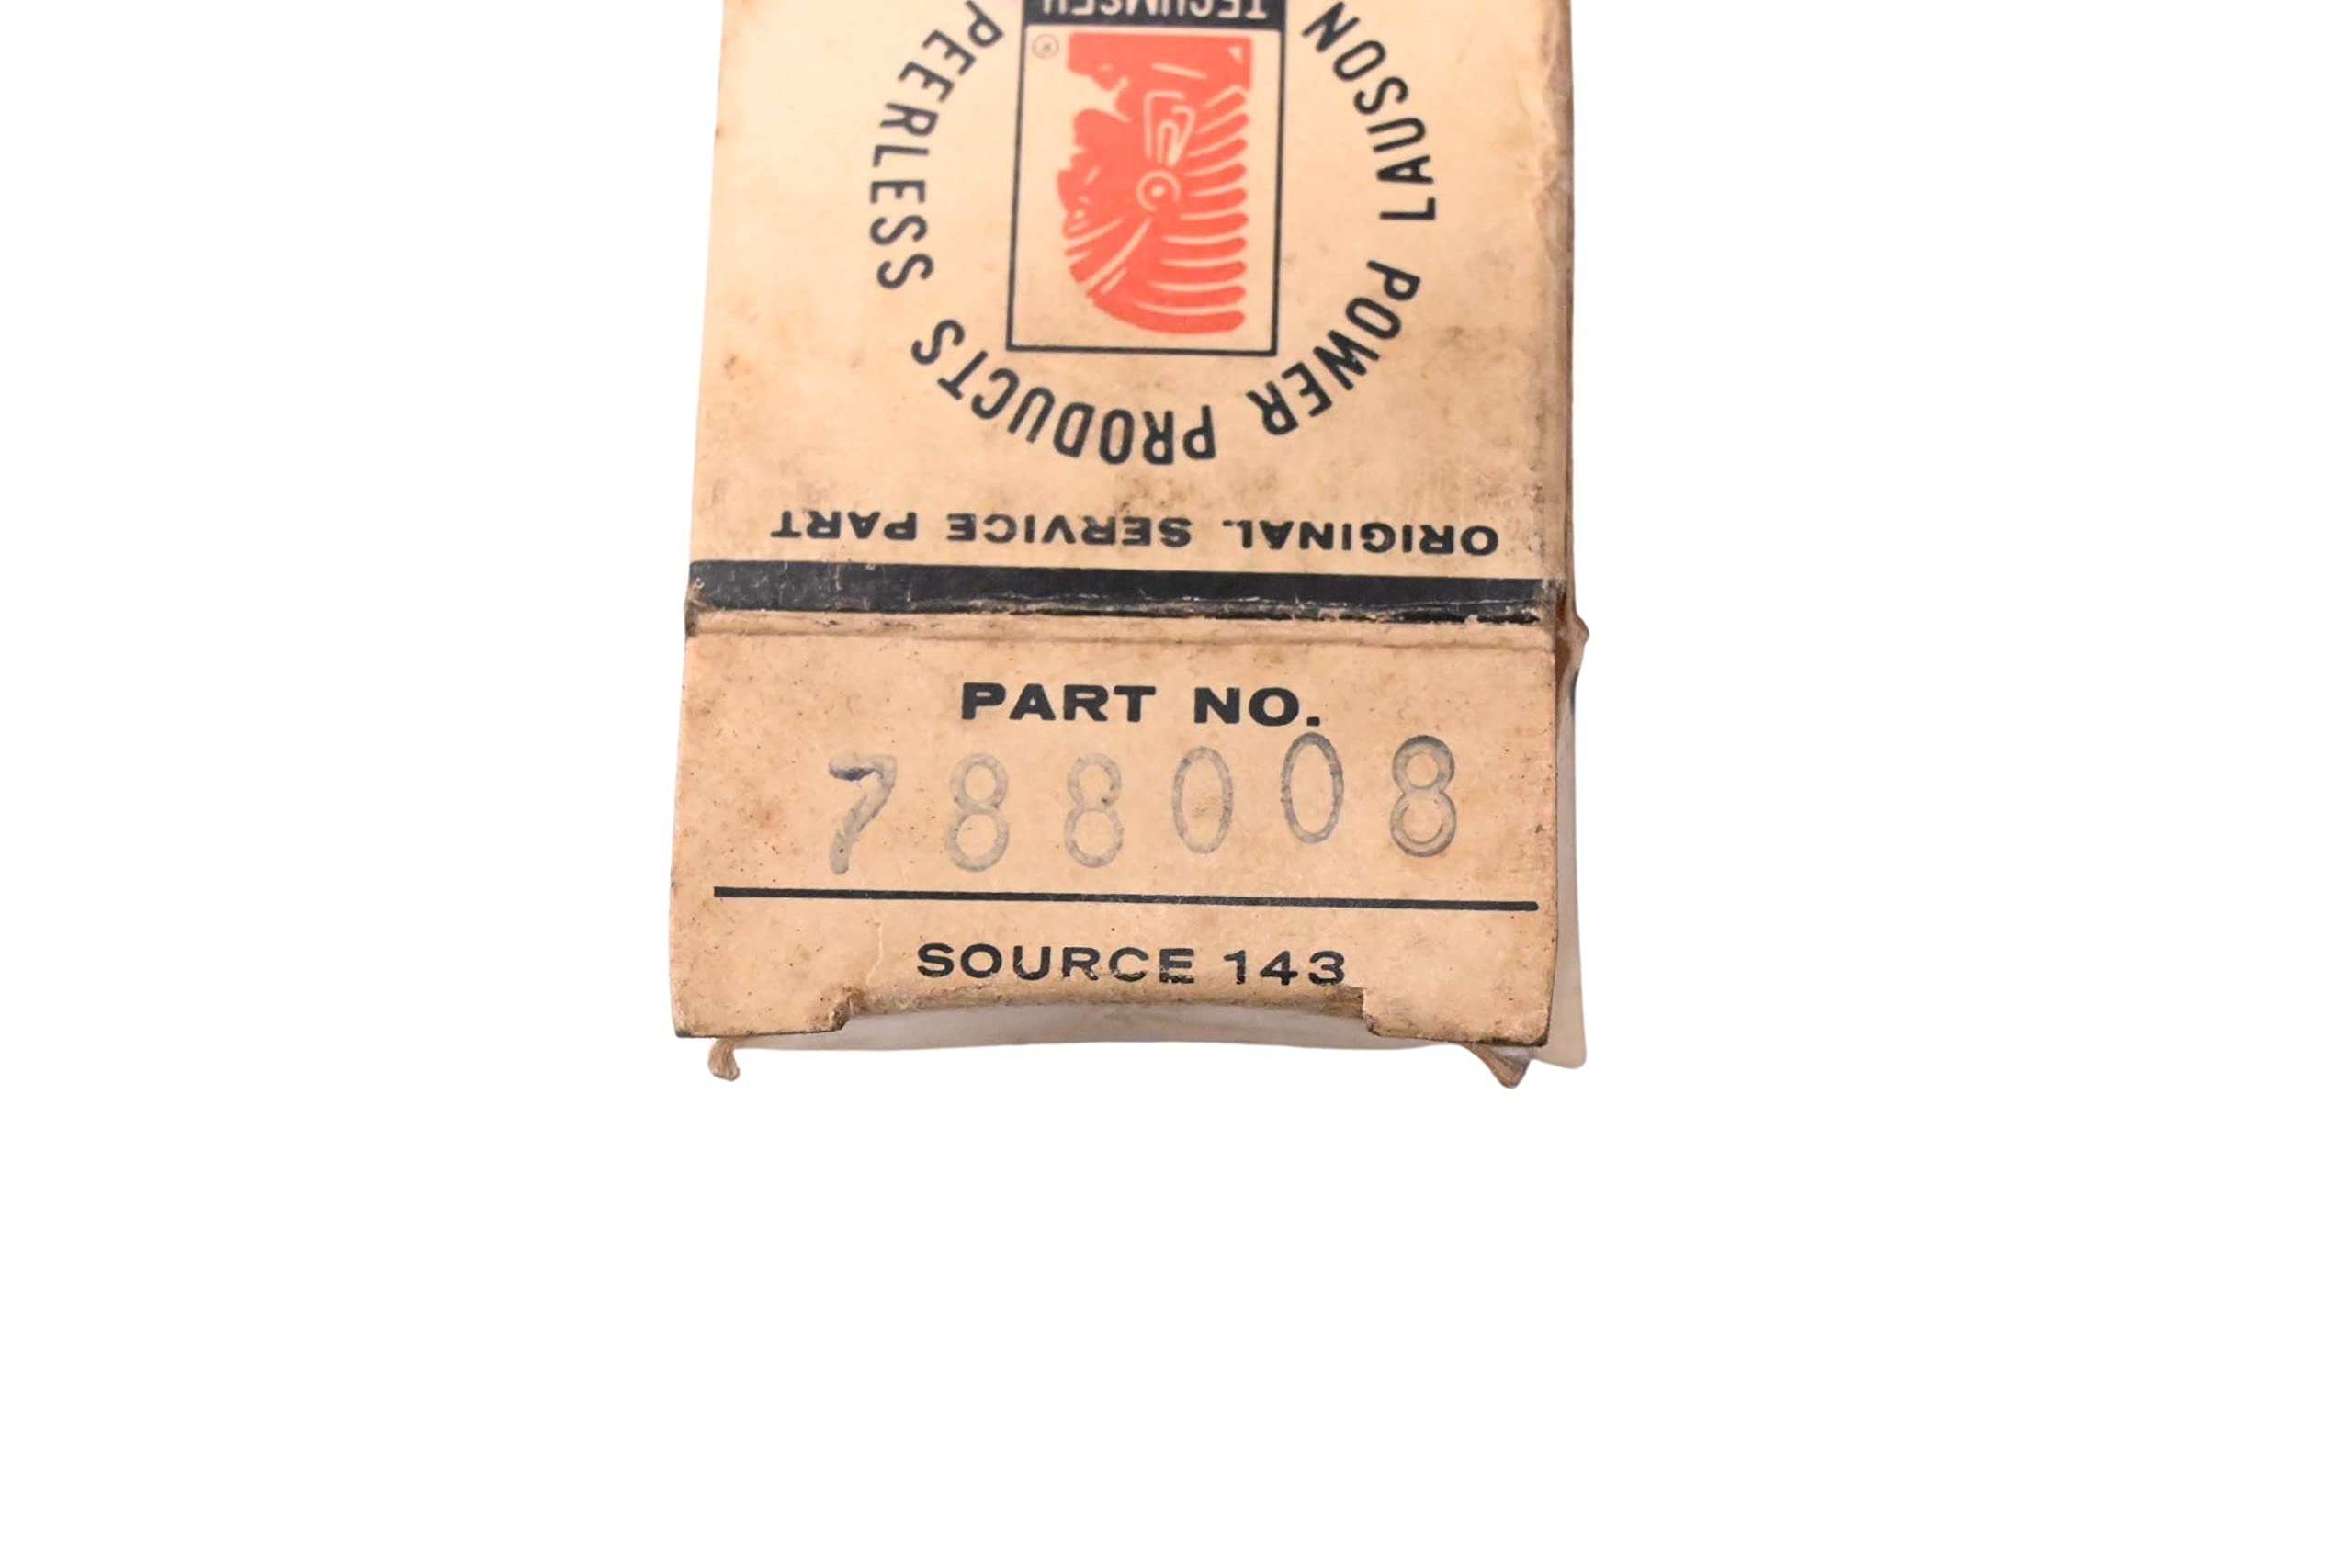 TECUMSEH
®
LAUSON POWER PRODUCTS PEERLESS
ORIGINAL SERVICE PART
PART NO.
788008
SOURCE 143